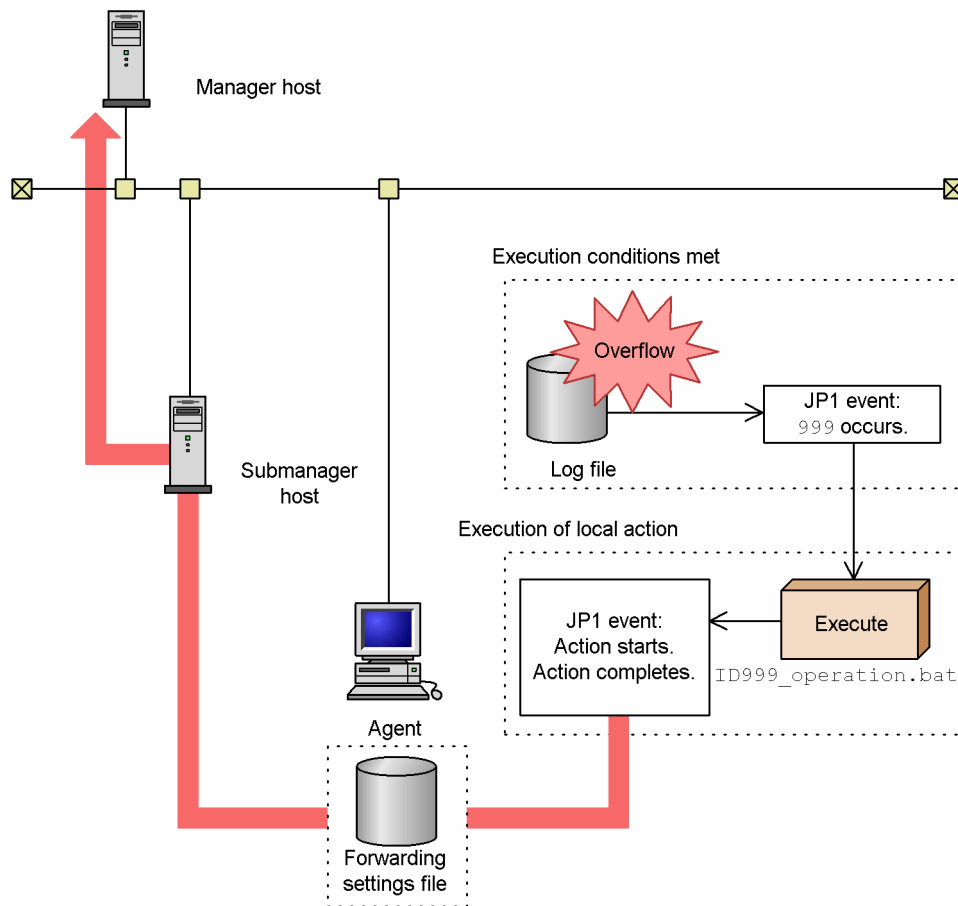 Manager host
Execution conditions met
Overflow
JP1 event:
999 occurs.
Log file
Submanager
host
Execution of local action
JP1 event:
Action starts.
Action completes.
Execute
ID999_operation.bat
Agent
Forwarding
settings file